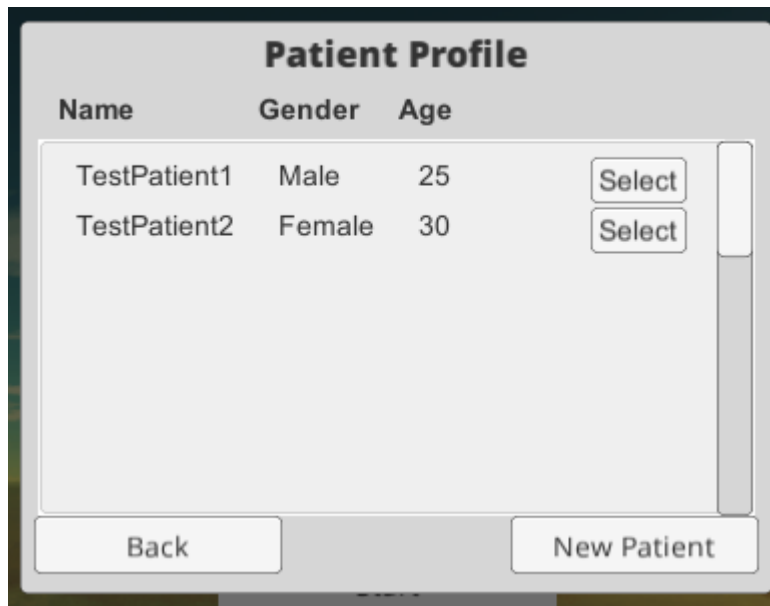 Patient Profile
Name Gender Age
TestPatient1 Male 25 Select
TestPatient2 Female 30 Select
Back New Patient